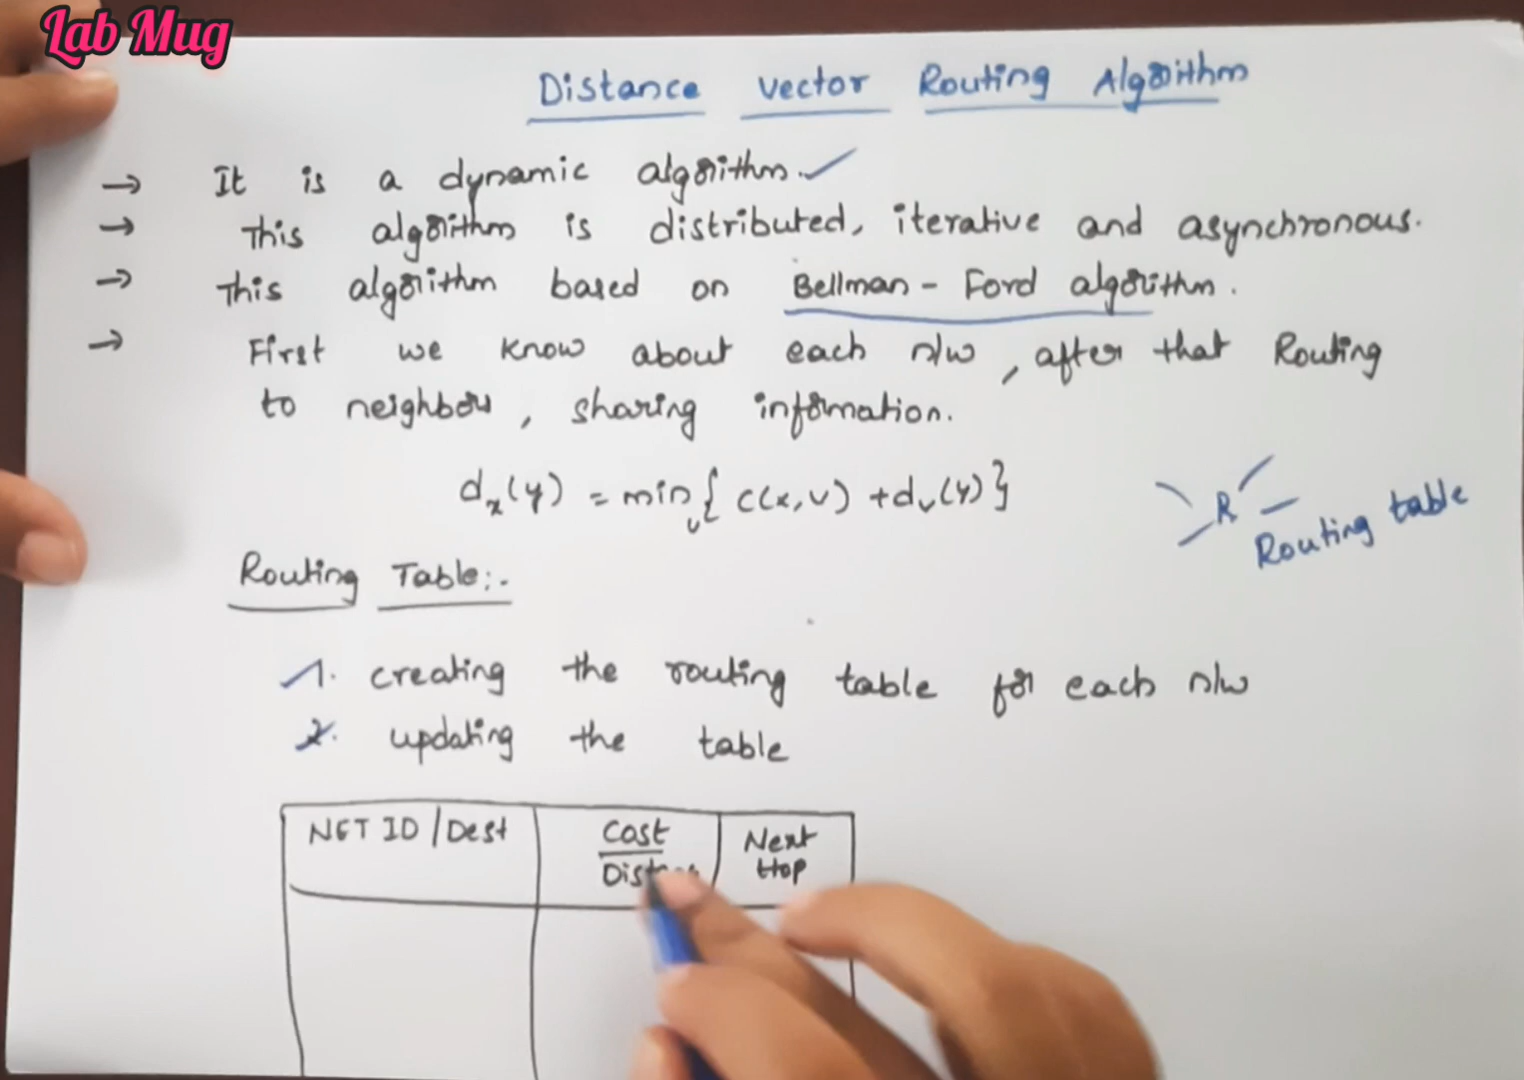 Lab Mug
Distance Vector Routing Algorithm
→ It is a dynamic algorithm.
→ This algorithm is distributed, iterative and asynchronous.
→ This algorithm based on Bellman-Ford algorithm.
→ First we know about each n/w, after that Routing
to neighbor, sharing information.
dx(y) = minv{c(x,v) + dv(y)}
R
Routing table
Routing Table:-
1. creating the routing table for each n/w
2. updating the table
NET ID/Dest
Cost
Next
Hop